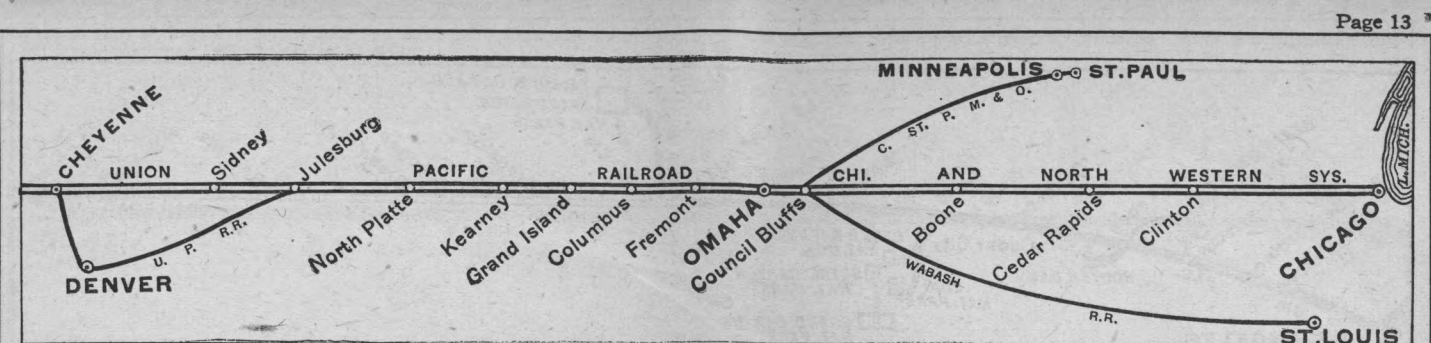 Page 13
MINNEAPOLIS ST. PAUL
C. ST. P. M. & O.
CHEYENNE
UNION
Sidney
Julesburg
PACIFIC
RAILROAD
CHI. AND NORTH WESTERN SYS.
L. MICH.
U. P. R.R.
DENVER
North Platte
Kearney
Grand Island
Columbus
Fremont
OMAHA
Council Bluffs
Boone
Cedar Rapids
Clinton
CHICAGO
WABASH R.R.
ST. LOUIS